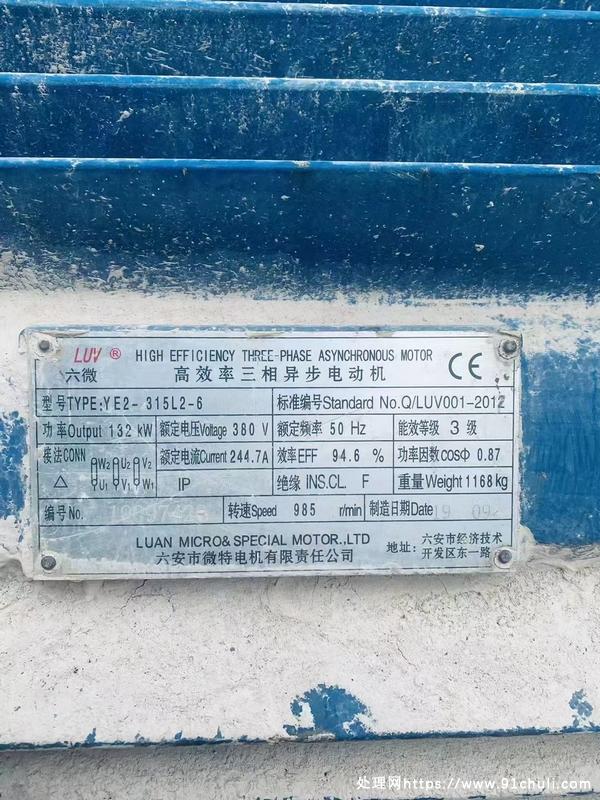 LUV ® HIGH EFFICIENCY THREE-PHASE ASYNCHRONOUS MOTOR CE
六微 高效率三相异步电动机
型号TYPE:YE2-315L2-6 标准编号Standard No.Q/LUV001-2012
功率Output 132 kW 额定电压Voltage 380 V 额定频率 50 Hz 能效等级 3 级
接法CONN W2 U2 V2 额定电流Current 244.7A 效率EFF 94.6 % 功率因数cosΦ 0.87
△ U1 V1 W1 IP 绝缘 INS.CL. F 重量Weight 1168kg
编号No. 转速Speed 985 r/min 制造日期Date
LUAN MICRO&SPECIAL MOTOR.,LTD 地址: 六安市经济技术
六安市微特电机有限责任公司 开发区东一路
处理网https://www.91chuli.com